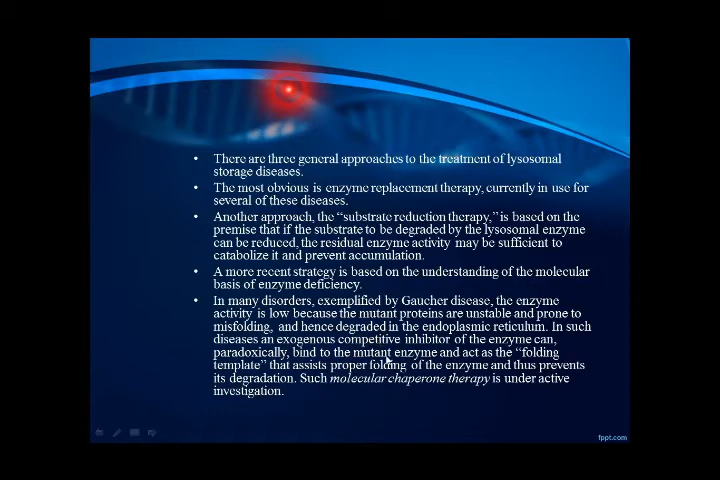 • There are three general approaches to the treatment of lysosomal
storage diseases.
• The most obvious is enzyme replacement therapy, currently in use for
several of these diseases.
• Another approach, the “substrate reduction therapy,” is based on the
premise that if the substrate to be degraded by the lysosomal enzyme
can be reduced, the residual enzyme activity may be sufficient to
catabolize it and prevent accumulation.
• A more recent strategy is based on the understanding of the molecular
basis of enzyme deficiency.
• In many disorders, exemplified by Gaucher disease, the enzyme
activity is low because the mutant proteins are unstable and prone to
misfolding, and hence degraded in the endoplasmic reticulum. In such
diseases an exogenous competitive inhibitor of the enzyme can,
paradoxically, bind to the mutant enzyme and act as the “folding
template” that assists proper folding of the enzyme and thus prevents
its degradation. Such molecular chaperone therapy is under active
investigation.
fppt.com